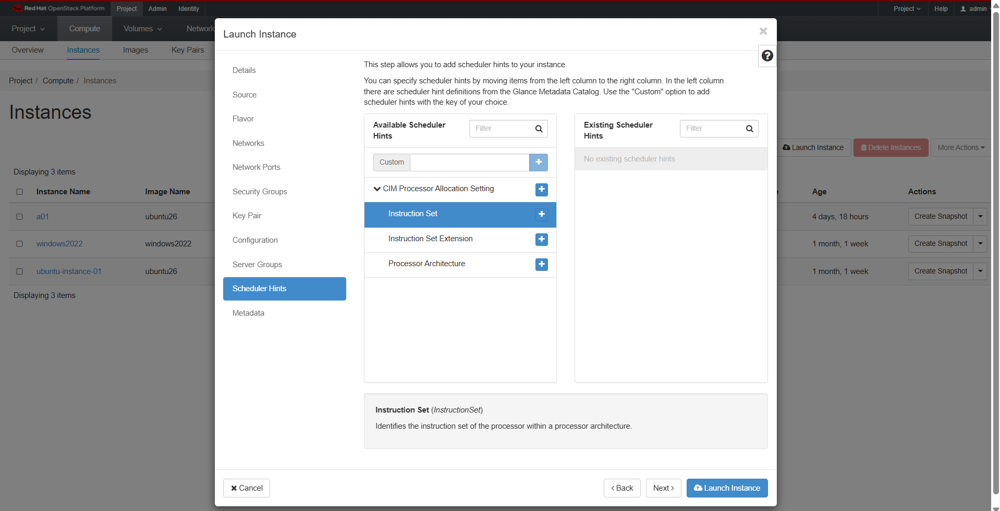 Red Hat OpenStack Platform
Project
Admin
Identity
Project
Help
admin
Project
Compute
Volumes
Network
Overview
Instances
Images
Key Pairs
Project / Compute / Instances
Instances
Launch Instance
Delete Instances
More Actions
Displaying 3 items
Instance Name
Image Name
Age
Actions
a01
ubuntu26
4 days, 18 hours
Create Snapshot
windows2022
windows2022
1 month, 1 week
Create Snapshot
ubuntu-instance-01
ubuntu26
1 month, 1 week
Create Snapshot
Displaying 3 items
Launch Instance
Details
Source
Flavor
Networks
Network Ports
Security Groups
Key Pair
Configuration
Server Groups
Scheduler Hints
Metadata
This step allows you to add scheduler hints to your instance.
You can specify scheduler hints by moving items from the left column to the right column. In the left column
there are scheduler hint definitions from the Glance Metadata Catalog. Use the "Custom" option to add
scheduler hints with the key of your choice.
Available Scheduler
Hints
Filter
Custom
CIM Processor Allocation Setting
Instruction Set
Instruction Set Extension
Processor Architecture
Existing Scheduler
Hints
Filter
No existing scheduler hints
Instruction Set (InstructionSet)
Identifies the instruction set of the processor within a processor architecture.
Cancel
< Back
Next >
Launch Instance